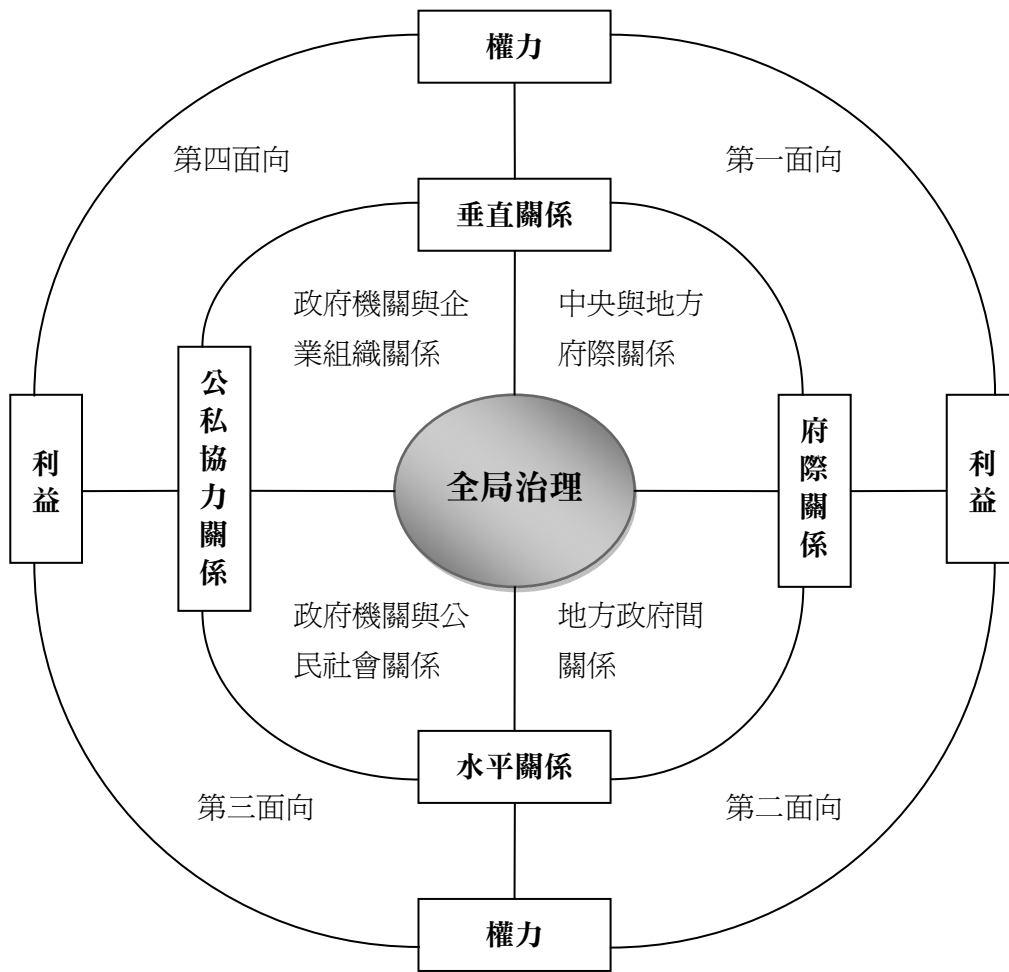 權力
第四面向
第一面向
垂直關係
政府機關與企
業組織關係
中央與地方
府際關係
利益
公私協力關係
全局治理
府際關係
利益
政府機關與公
民社會關係
地方政府間
關係
水平關係
第三面向
第二面向
權力